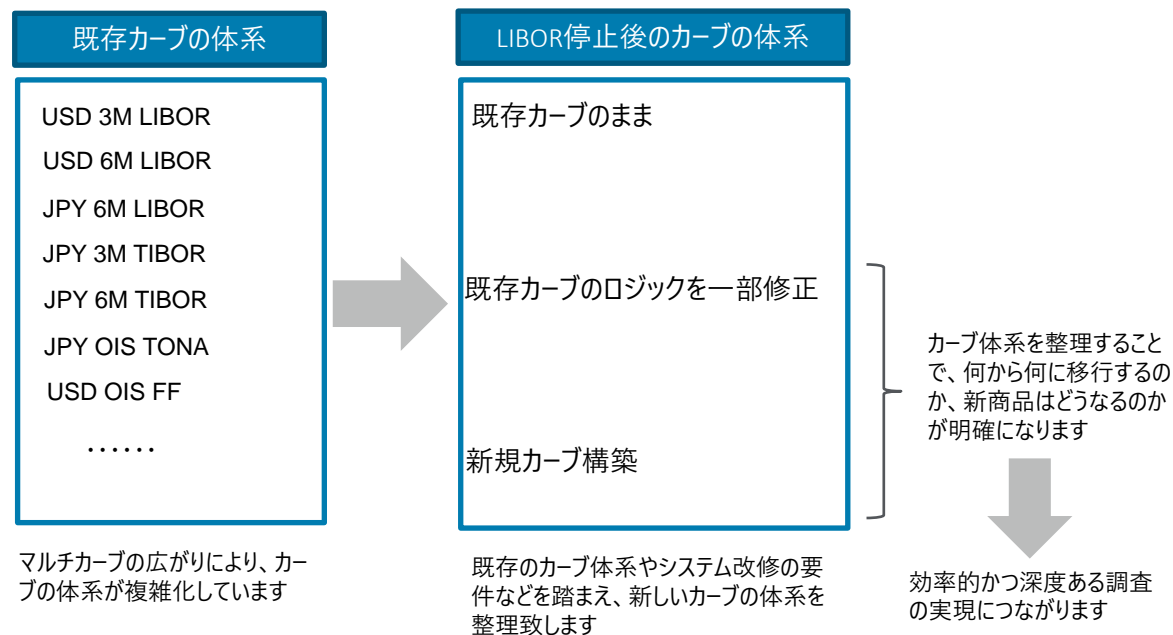 既存カーブの体系
USD 3M LIBOR
USD 6M LIBOR
JPY 6M LIBOR
JPY 3M TIBOR
JPY 6M TIBOR
JPY OIS TONA
USD OIS FF
・・・・・・
マルチカーブの広がりにより、カー
ブの体系が複雑化しています
LIBOR停止後のカーブの体系
既存カーブのまま
既存カーブのロジックを一部修正
新規カーブ構築
既存のカーブ体系やシステム改修の要
件などを踏まえ、新しいカーブの体系を
整理致します
カーブ体系を整理すること
で、何から何に移行するの
か、新商品はどうなるのか
が明確になります
効率的かつ深度ある調査
の実現につながります